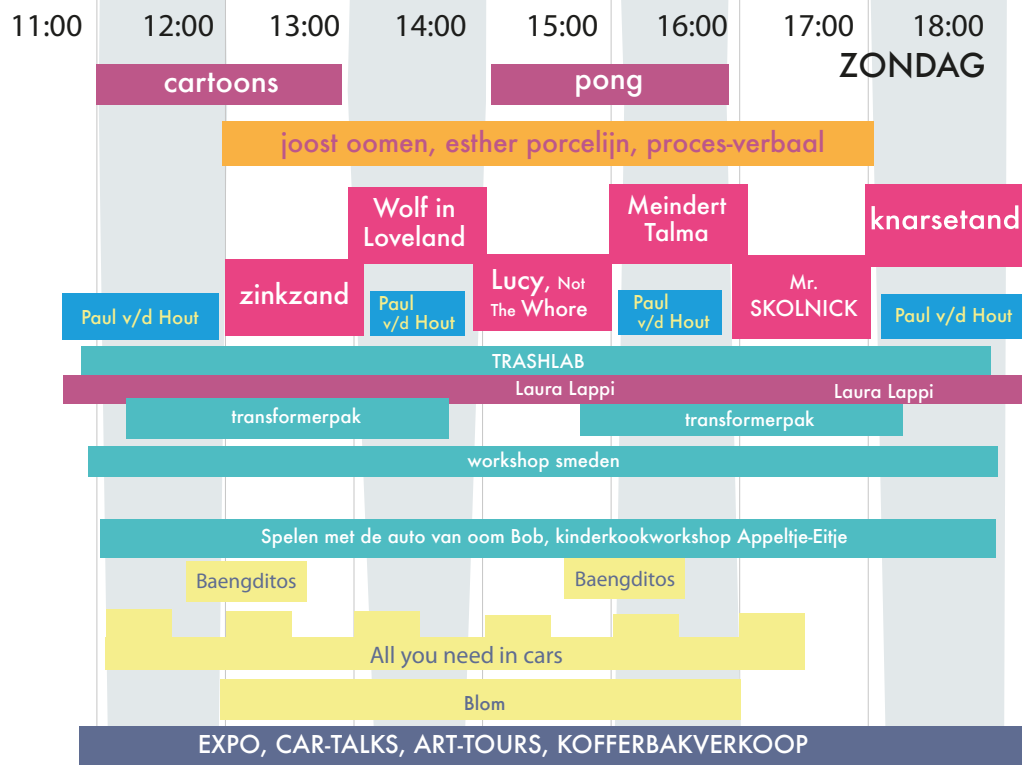 11:00 12:00 13:00 14:00 15:00 16:00 17:00 18:00
ZONDAG
cartoons
pong
joost oomen, esther porcelijn, proces-verbaal
Wolf in
Loveland
Meindert
Talma
knarsetand
zinkzand
Lucy, Not
The Whore
Mr.
SKOLNICK
Paul v/d Hout
Paul
v/d Hout
Paul
v/d Hout
Paul v/d Hout
TRASHLAB
Laura Lappi
Laura Lappi
transformerpak
transformerpak
workshop smeden
Spelen met de auto van oom Bob, kinderkookworkshop Appeltje-Eitje
Baengditos
Baengditos
All you need in cars
Blom
EXPO, CAR-TALKS, ART-TOURS, KOFFERBAKVERKOOP